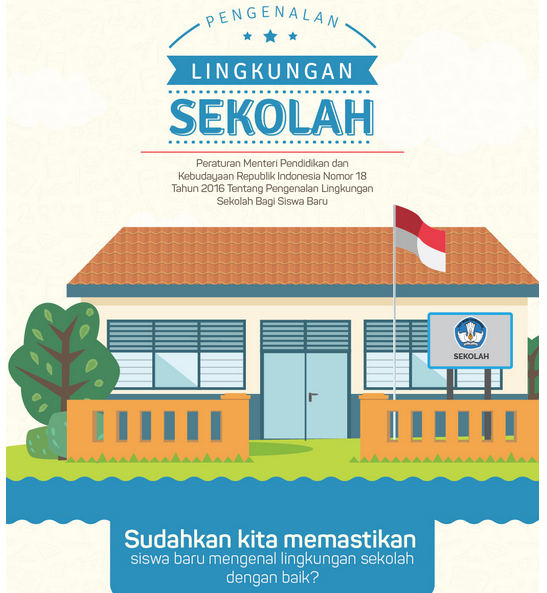 PENGENALAN
LINGKUNGAN
SEKOLAH
Peraturan Menteri Pendidikan dan
Kebudayaan Republik Indonesia Nomor 18
Tahun 2016 Tentang Pengenalan Lingkungan
Sekolah Bagi Siswa Baru
SEKOLAH
Sudahkan kita memastikan
siswa baru mengenal lingkungan sekolah
dengan baik?